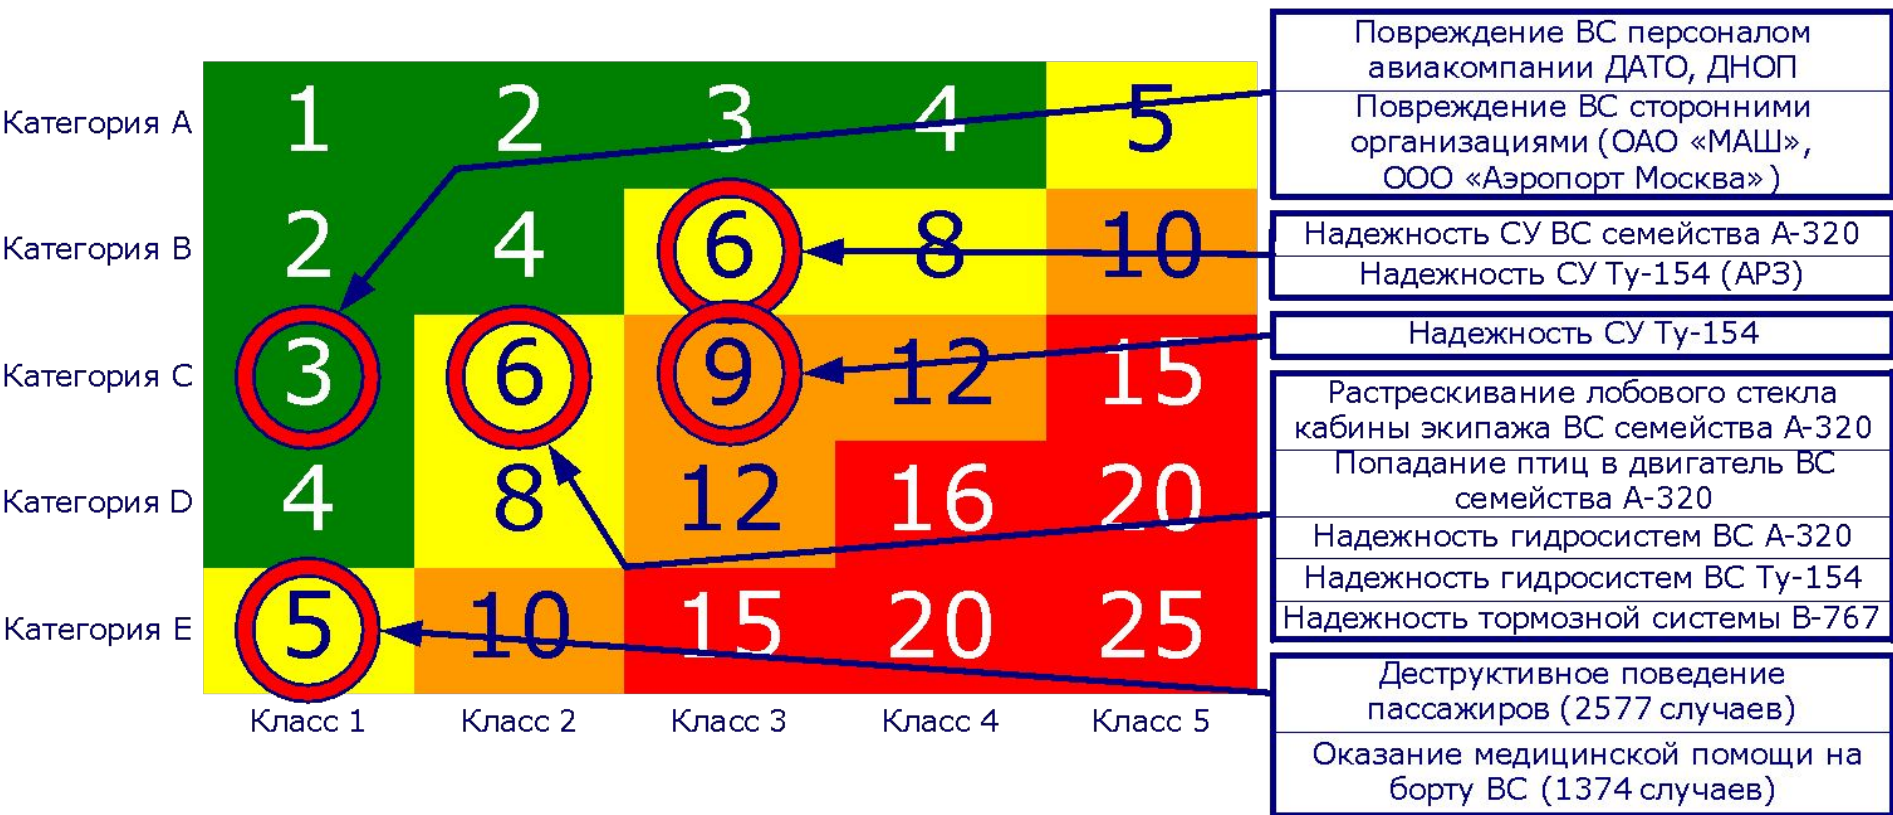 Категория A 1 2 3 4 5
Категория B 2 4 6 8 10
Категория C 3 6 9 12 15
Категория D 4 8 12 16 20
Категория E 5 10 15 20 25
Класс 1 Класс 2 Класс 3 Класс 4 Класс 5
Повреждение ВС персоналом
авиакомпании ДАТО, ДНОП
Повреждение ВС сторонними
организациями (ОАО «МАШ»,
ООО «Аэропорт Москва»)
Надежность СУ ВС семейства А-320
Надежность СУ Ту-154 (АРЗ)
Надежность СУ Ту-154
Растрескивание лобового стекла
кабины экипажа ВС семейства А-320
Попадание птиц в двигатель ВС
семейства А-320
Надежность гидросистем ВС А-320
Надежность гидросистем ВС Ту-154
Надежность тормозной системы В-767
Деструктивное поведение
пассажиров (2577 случаев)
Оказание медицинской помощи на
борту ВС (1374 случаев)